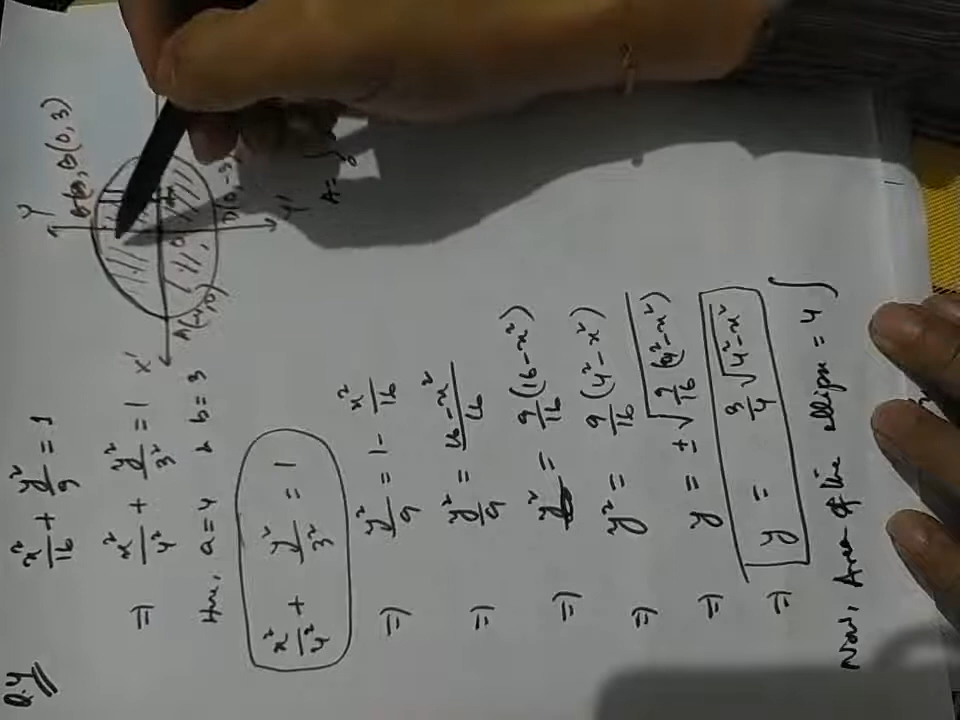 Q.4
x²/16 + y²/9 = 1
⇒ x²/4² + y²/3² = 1
Here, a = 4 & b = 3
x²/4² + y²/3² = 1
⇒ y²/9 = 1 - x²/16
⇒ y²/9 = 16-x²/16
⇒ y² = 9/16 (16-x²)
⇒ y² = 9/16 (4²-x²)
⇒ y = ±√9/16 (4²-x²)
⇒ y = 3/4 √4²-x²
Now, Area of the ellipse = 4 ∫
Y
B(0, 3)
X'
A(4,0)
O
D(0, -3
Y'
A = ∫0